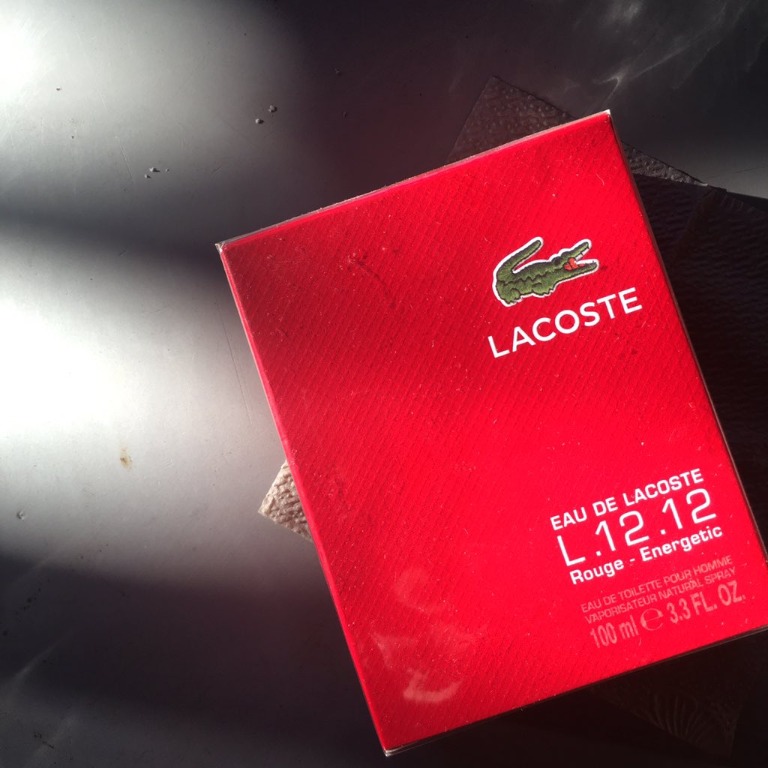 LACOSTE
EAU DE LACOSTE
L.12.12
Rouge - Energetic
EAU DE TOILETTE POUR HOMME
VAPORISATEUR NATURAL SPRAY
100 ml ℮ 3.3 FL. OZ.